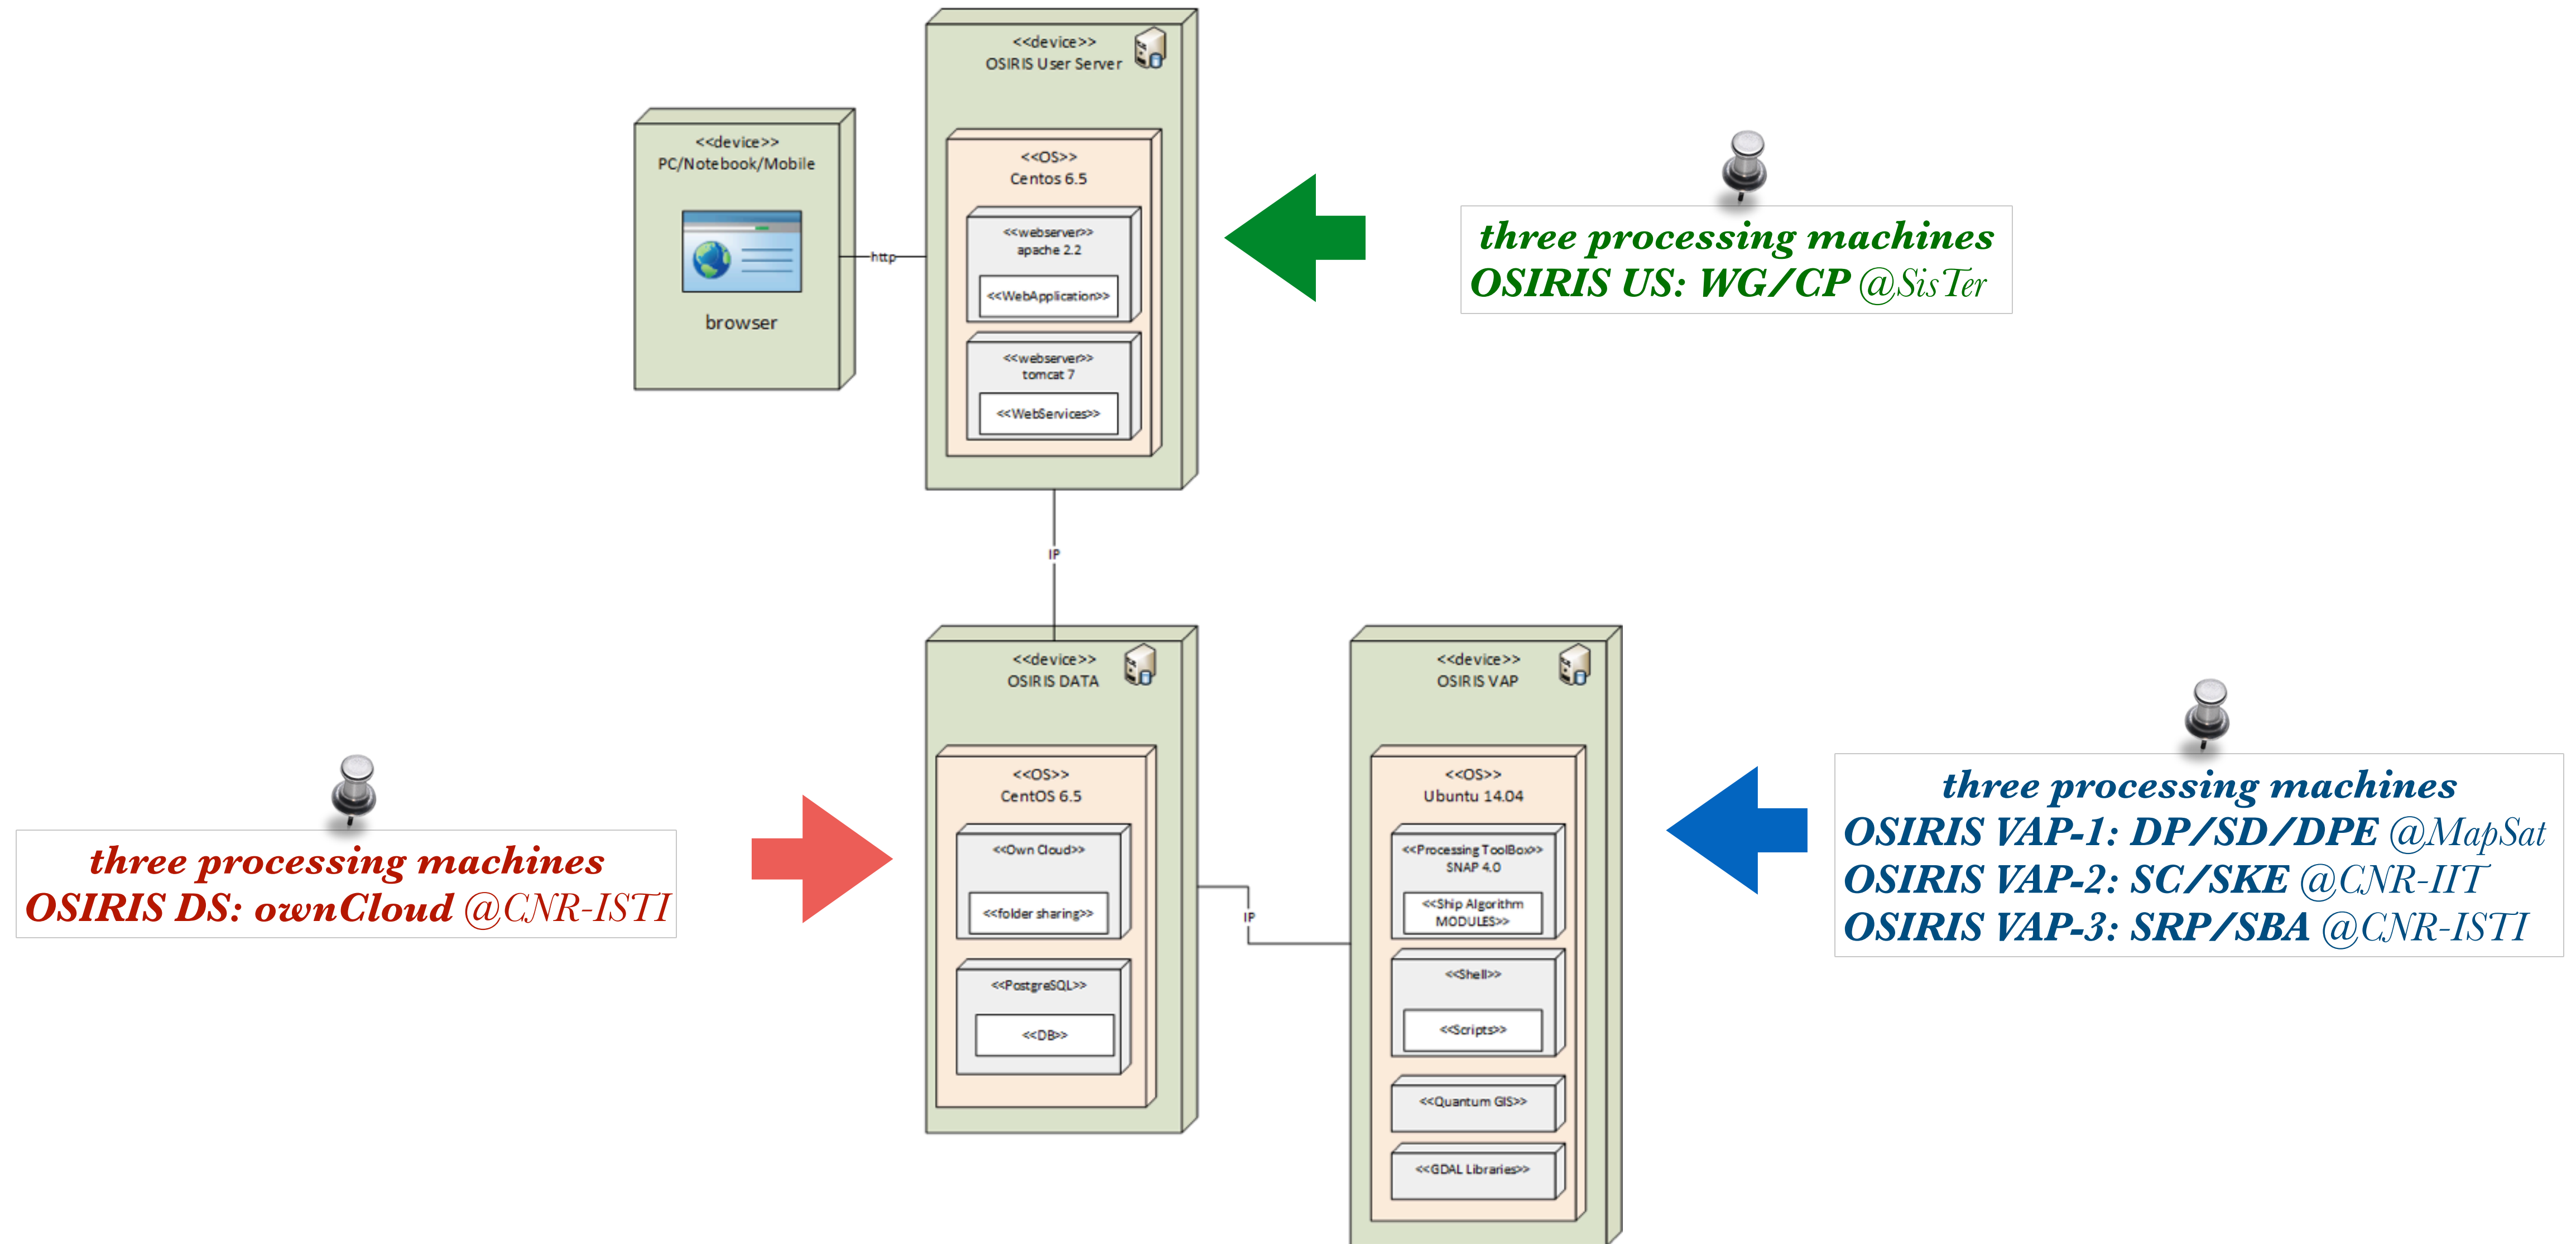 <<device>>
OSIRIS User Server
<<device>>
PC/Notebook/Mobile
browser
http
<<OS>>
Centos 6.5
<<webserver>>
apache 2.2
<<WebApplication>>
<<webserver>>
tomcat 7
<<WebServices>>
three processing machines
OSIRIS US: WG/CP @SisTer
IP
<<device>>
OSIRIS DATA
<<OS>>
CentOS 6.5
<<Own Cloud>>
<<folder sharing>>
<<PostgreSQL>>
<<DB>>
three processing machines
OSIRIS DS: ownCloud @CNR-ISTI
IP
<<device>>
OSIRIS VAP
<<OS>>
Ubuntu 14.04
<<Processing ToolBox>>
SNAP 4.0
<<Ship Algorithm
MODULES>>
<<Shell>>
<<Scripts>>
<<Quantum GIS>>
<<GDAL Libraries>>
three processing machines
OSIRIS VAP-1: DP/SD/DPE @MapSat
OSIRIS VAP-2: SC/SKE @CNR-IIT
OSIRIS VAP-3: SRP/SBA @CNR-ISTI